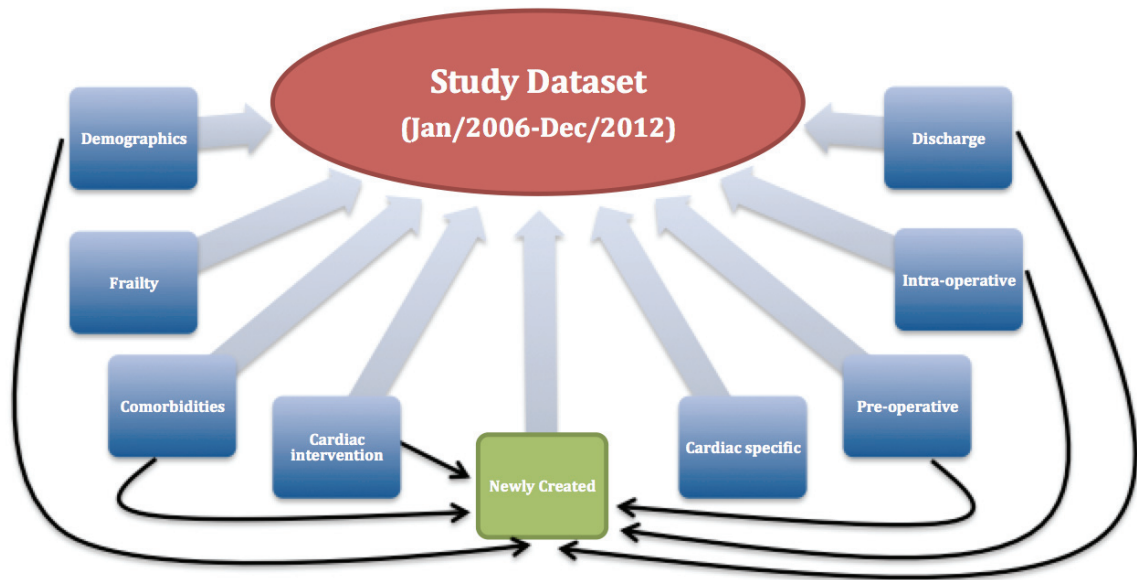 Study Dataset
(Jan/2006-Dec/2012)
Demographics
Discharge
Frailty
Intra-operative
Comorbidities
Pre-operative
Cardiac
intervention
Cardiac specific
Newly Created